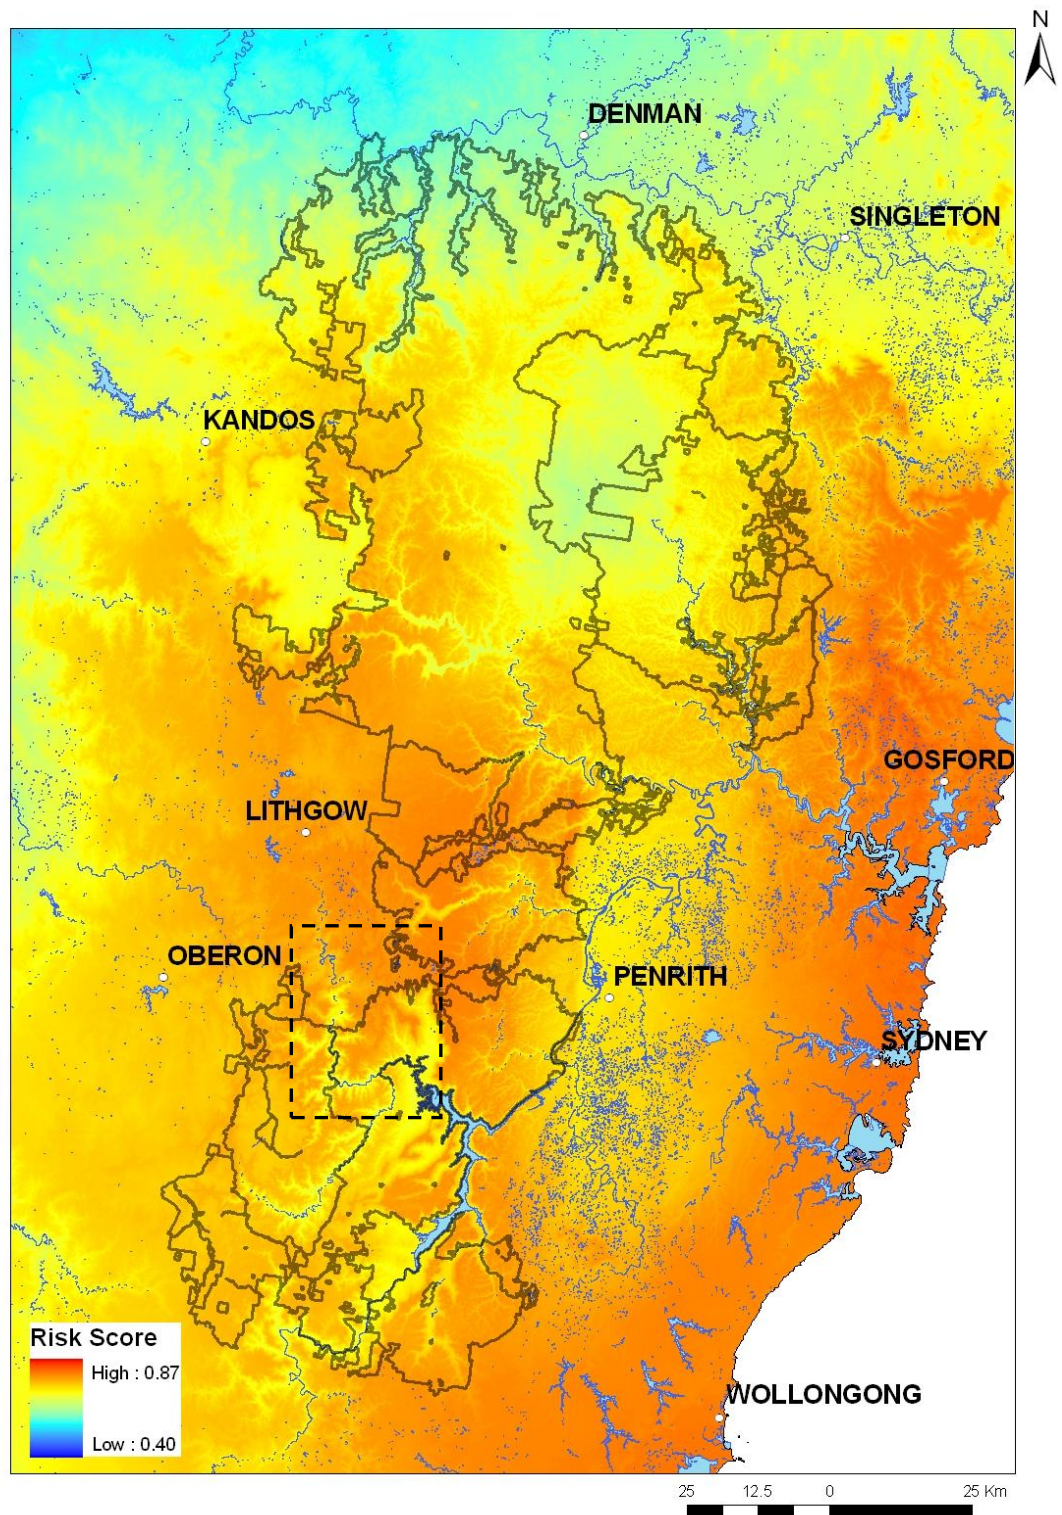 N
DENMAN
SINGLETON
KANDOS
GOSFORD
LITHGOW
OBERON
PENRITH
SYDNEY
Risk Score
High : 0.87
Low : 0.40
WOLLONGONG
25 12.5 0 25 Km